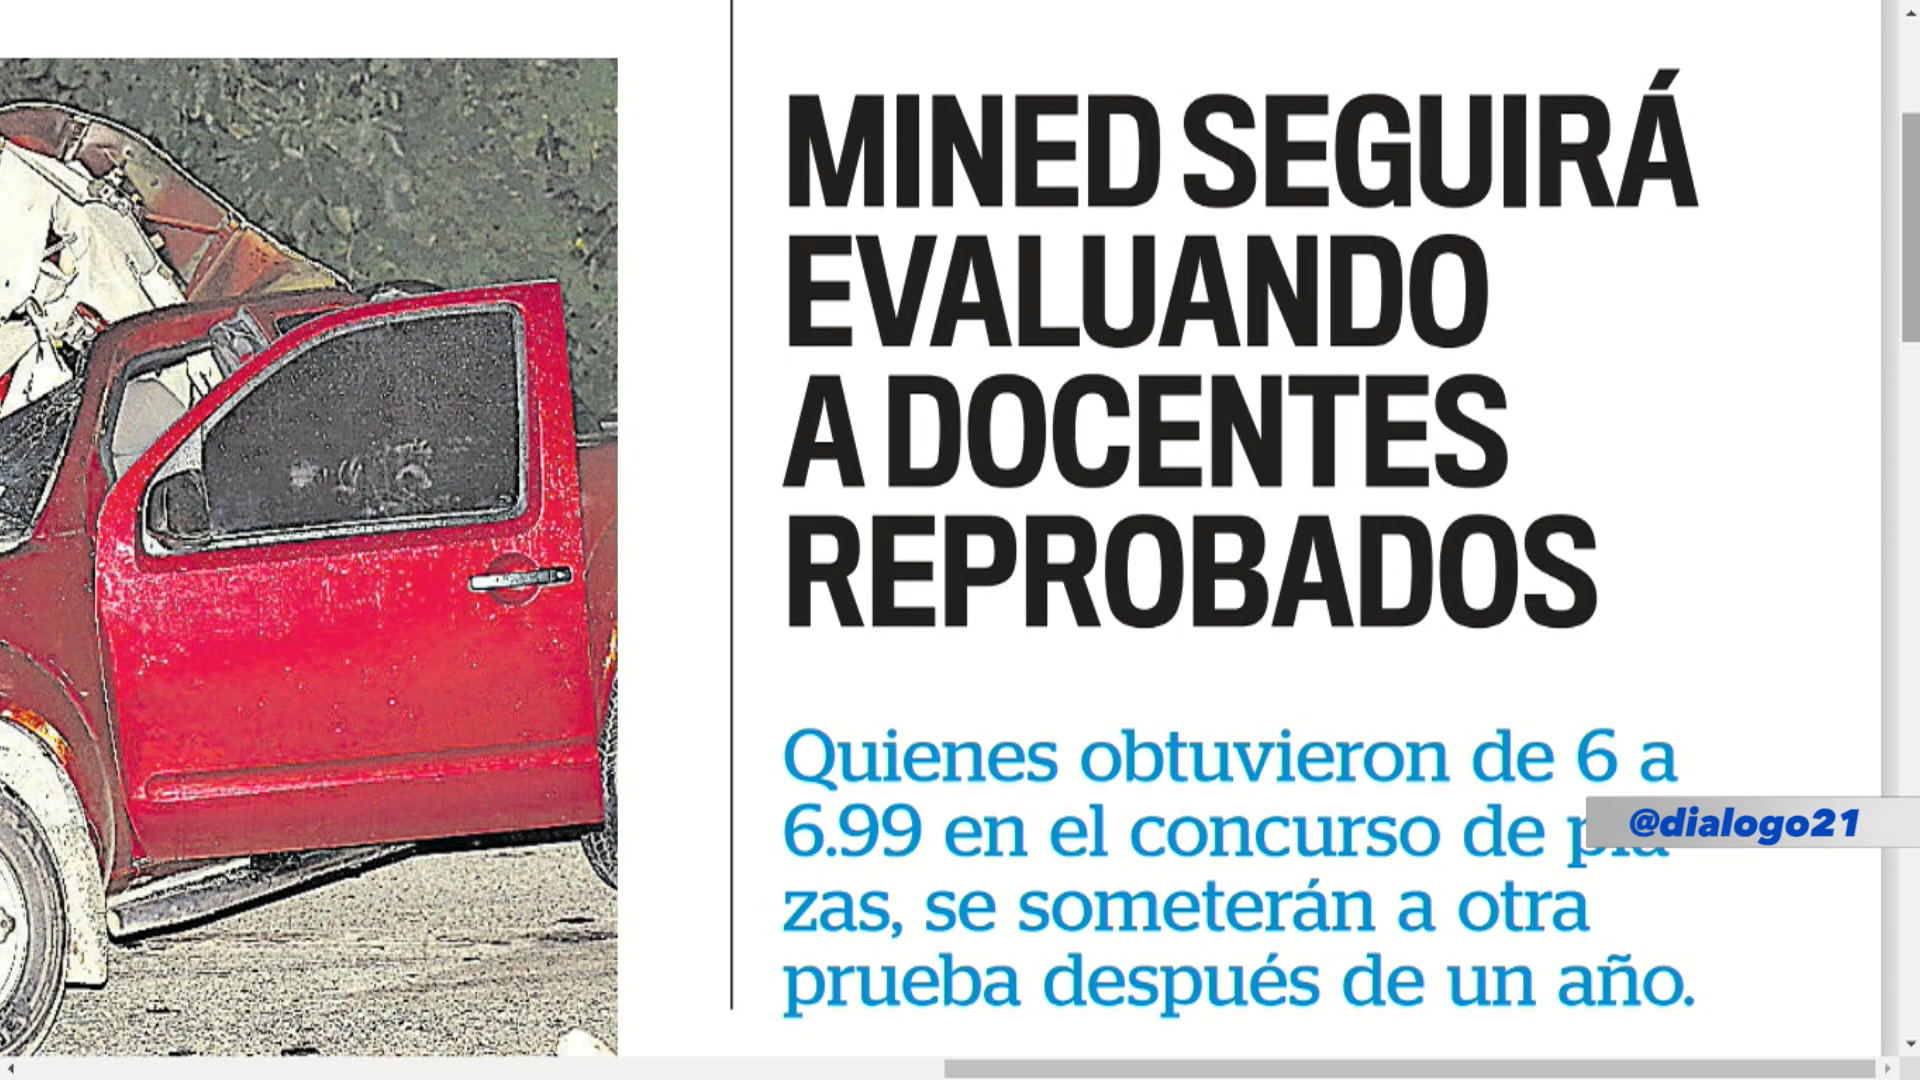 MINED SEGUIRÁ
EVALUANDO
A DOCENTES
REPROBADOS
Quienes obtuvieron de 6 a
6.99 en el concurso de
zas, se someterán a otra
prueba después de un año.
@dialogo21